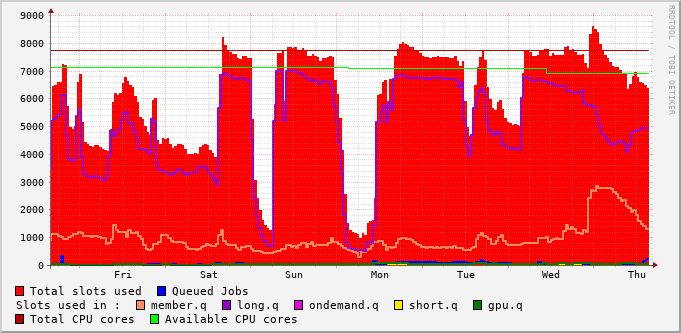 9000
8000
7000
6000
5000
4000
3000
2000
1000
0
Fri Sat Sun Mon Tue Wed Thu
RRDTOOL / TOBI OETIKER
Total slots used Queued Jobs
Slots used in : member.q long.q ondemand.q short.q gpu.q
Total CPU cores Available CPU cores